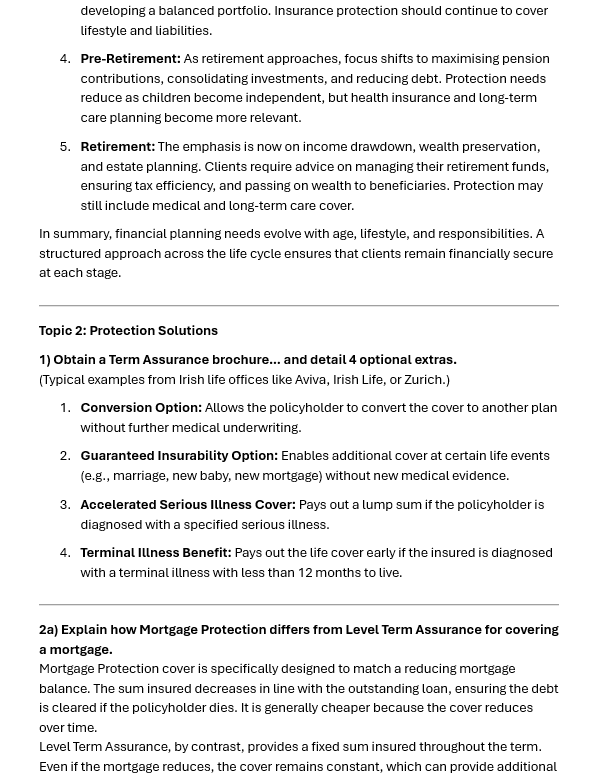 developing a balanced portfolio. Insurance protection should continue to cover
lifestyle and liabilities.
4. Pre-Retirement: As retirement approaches, focus shifts to maximising pension
contributions, consolidating investments, and reducing debt. Protection needs
reduce as children become independent, but health insurance and long-term
care planning become more relevant.
5. Retirement: The emphasis is now on income drawdown, wealth preservation,
and estate planning. Clients require advice on managing their retirement funds,
ensuring tax efficiency, and passing on wealth to beneficiaries. Protection may
still include medical and long-term care cover.
In summary, financial planning needs evolve with age, lifestyle, and responsibilities. A
structured approach across the life cycle ensures that clients remain financially secure
at each stage.
Topic 2: Protection Solutions
1) Obtain a Term Assurance brochure... and detail 4 optional extras.
(Typical examples from Irish life offices like Aviva, Irish Life, or Zurich.)
1. Conversion Option: Allows the policyholder to convert the cover to another plan
without further medical underwriting.
2. Guaranteed Insurability Option: Enables additional cover at certain life events
(e.g., marriage, new baby, new mortgage) without new medical evidence.
3. Accelerated Serious Illness Cover: Pays out a lump sum if the policyholder is
diagnosed with a specified serious illness.
4. Terminal Illness Benefit: Pays out the life cover early if the insured is diagnosed
with a terminal illness with less than 12 months to live.
2a) Explain how Mortgage Protection differs from Level Term Assurance for covering
a mortgage.
Mortgage Protection cover is specifically designed to match a reducing mortgage
balance. The sum insured decreases in line with the outstanding loan, ensuring the debt
is cleared if the policyholder dies. It is generally cheaper because the cover reduces
over time.
Level Term Assurance, by contrast, provides a fixed sum insured throughout the term.
Even if the mortgage reduces, the cover remains constant, which can provide additional